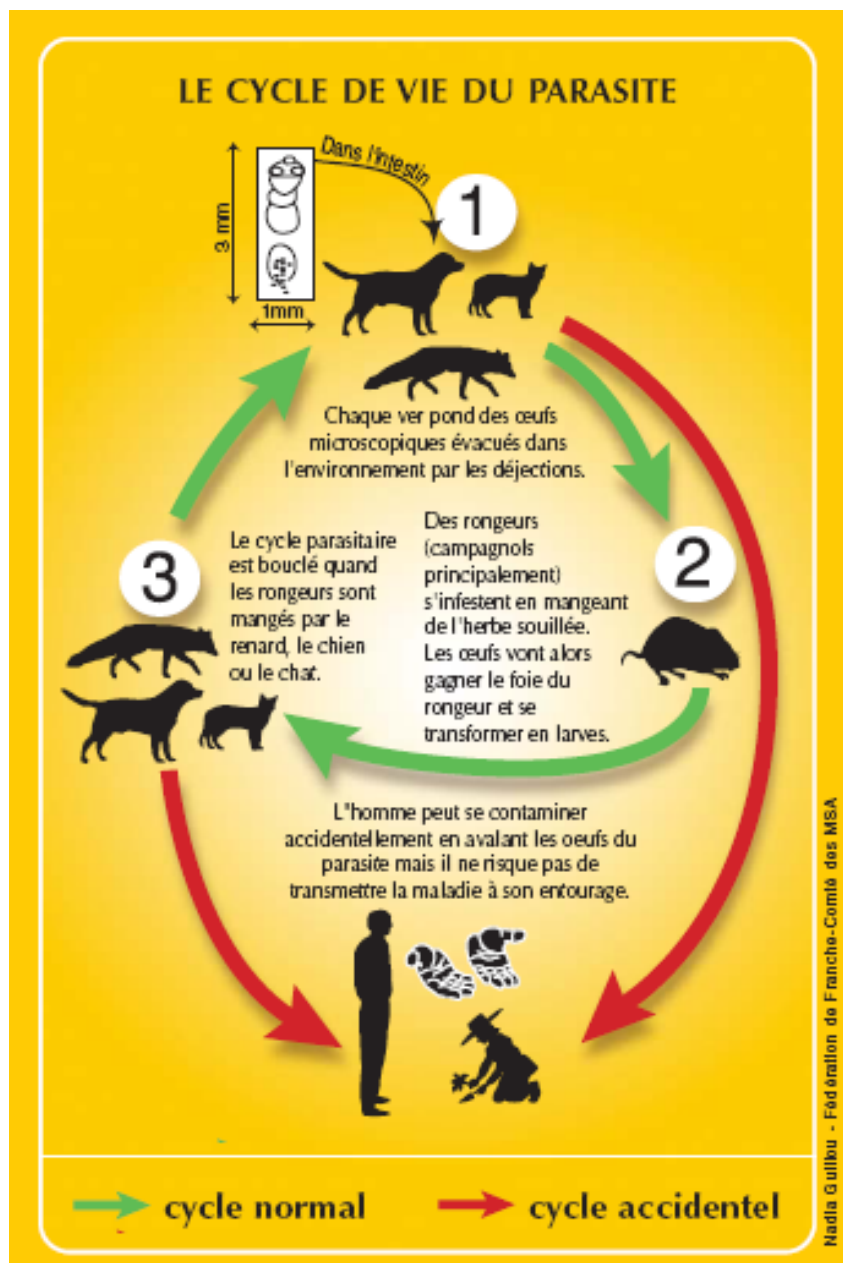 LE CYCLE DE VIE DU PARASITE
Dans l'intestin
3 mm
1mm
1
Chaque ver pond des œufs
microscopiques évacués dans
l'environnement par les déjections.
2
Des rongeurs
(campagnols
principalement)
s'infestent en mangeant
de l'herbe souillée.
Les œufs vont alors
gagner le foie du
rongeur et se
transformer en larves.
3
Le cycle parasitaire
est bouclé quand
les rongeurs sont
mangés par le
renard, le chien
ou le chat.
L"homme peut se contaminer
accidentellement en avalant les oeufs du
parasite mais il ne risque pas de
transmettre la maladie à son entourage.
cycle normal
cycle accidentel
Nadia Guillou - Fédération de Franche-Comté des MSA